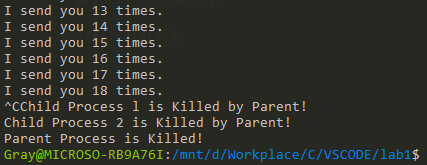 I send you 13 times.
I send you 14 times.
I send you 15 times.
I send you 16 times.
I send you 17 times.
I send you 18 times.
^CChild Process l is Killed by Parent!
Child Process 2 is Killed by Parent!
Parent Process is Killed!
Gray@MICROSO-RB9A76I:/mnt/d/Workplace/C/VSCODE/lab1$